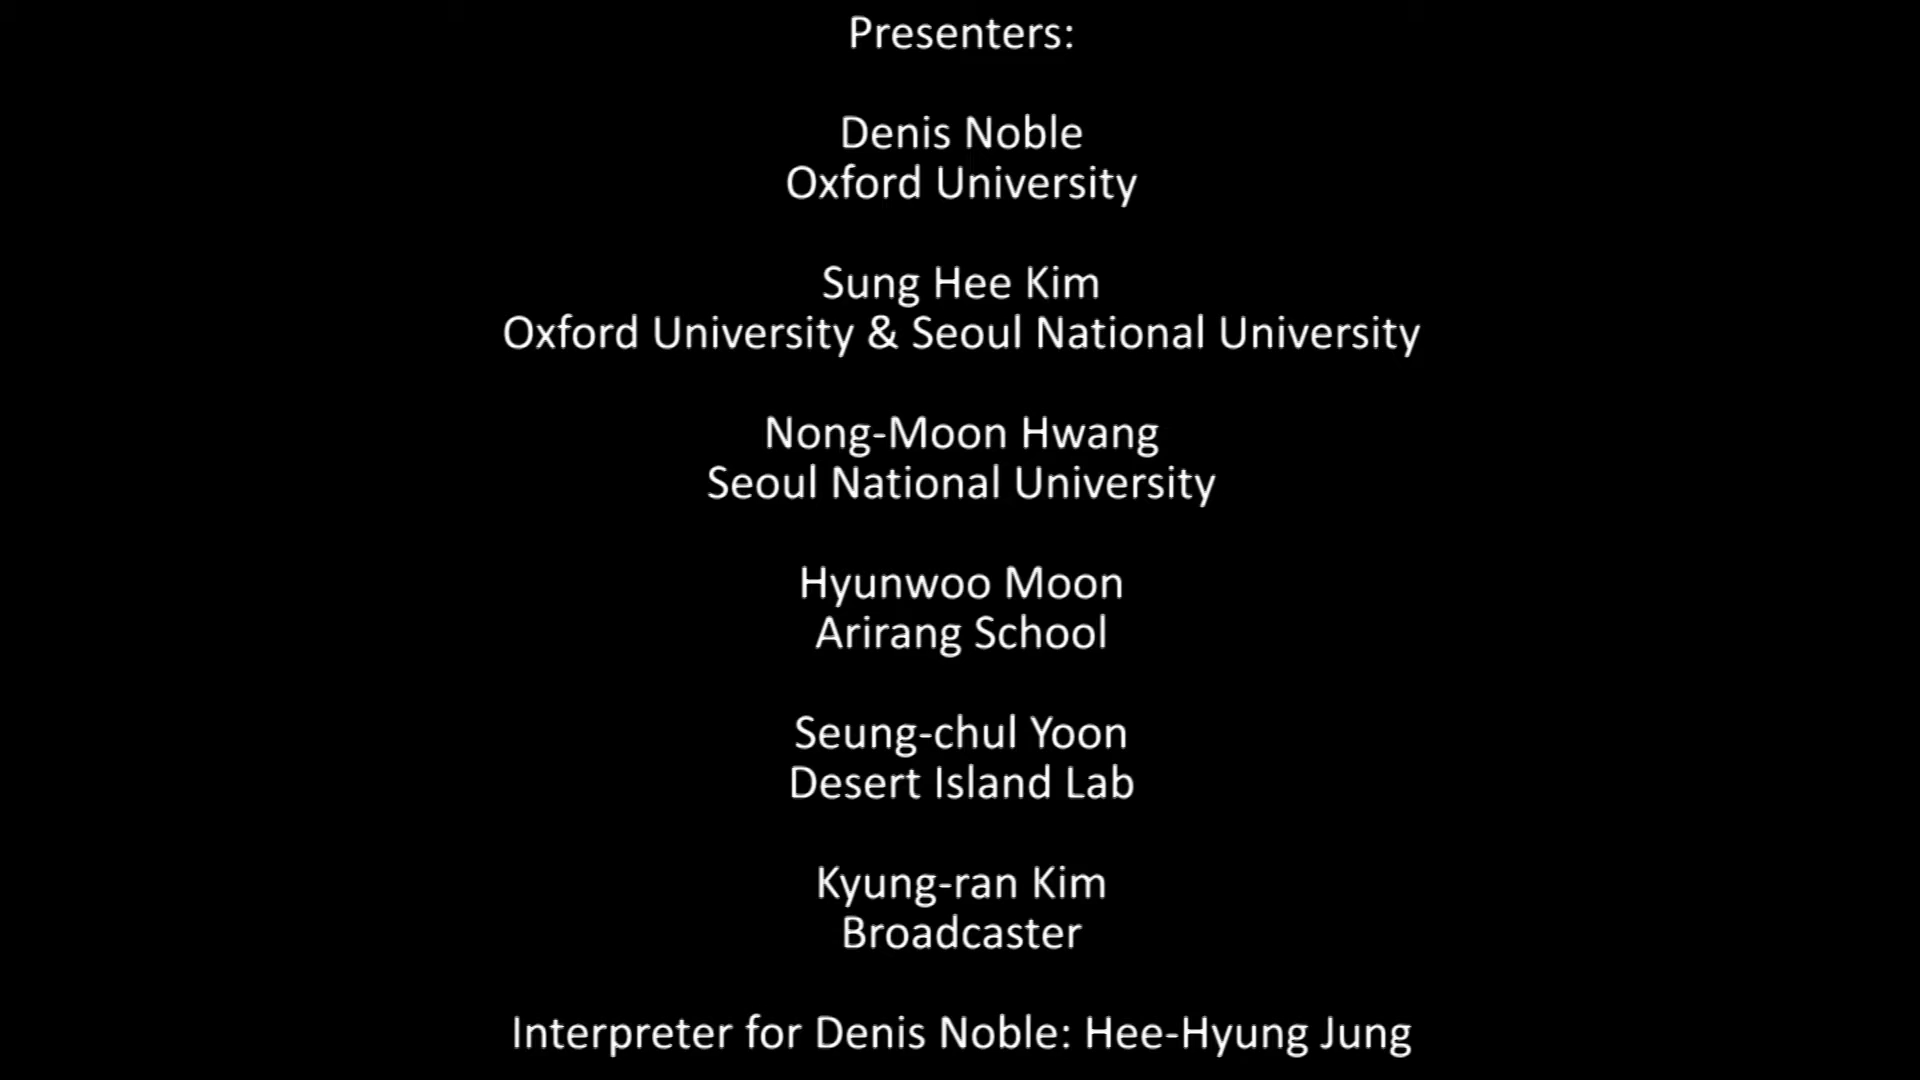 Presenters:
Denis Noble
Oxford University
Sung Hee Kim
Oxford University & Seoul National University
Nong-Moon Hwang
Seoul National University
Hyunwoo Moon
Arirang School
Seung-chul Yoon
Desert Island Lab
Kyung-ran Kim
Broadcaster
Interpreter for Denis Noble: Hee-Hyung Jung